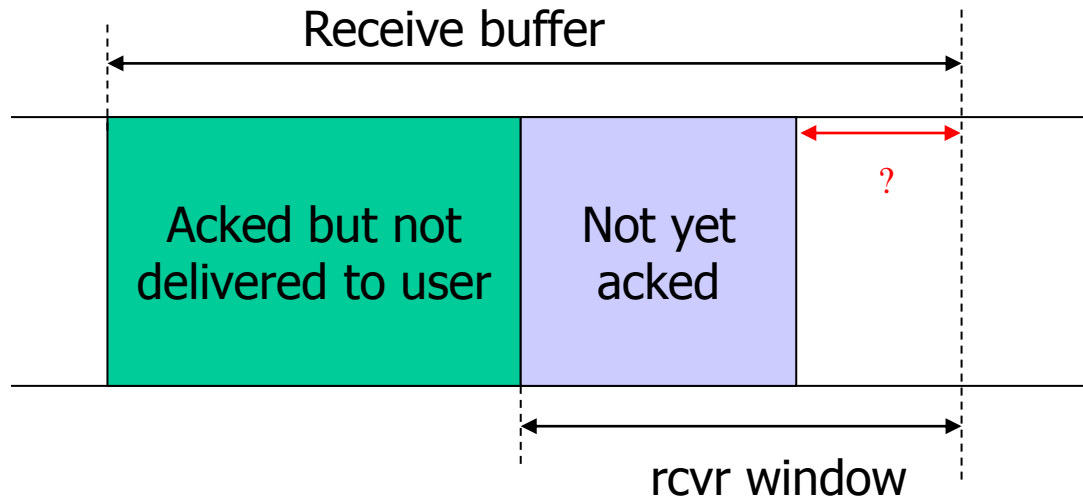 Receive buffer
?
Acked but not
delivered to user
Not yet
acked
rcvr window